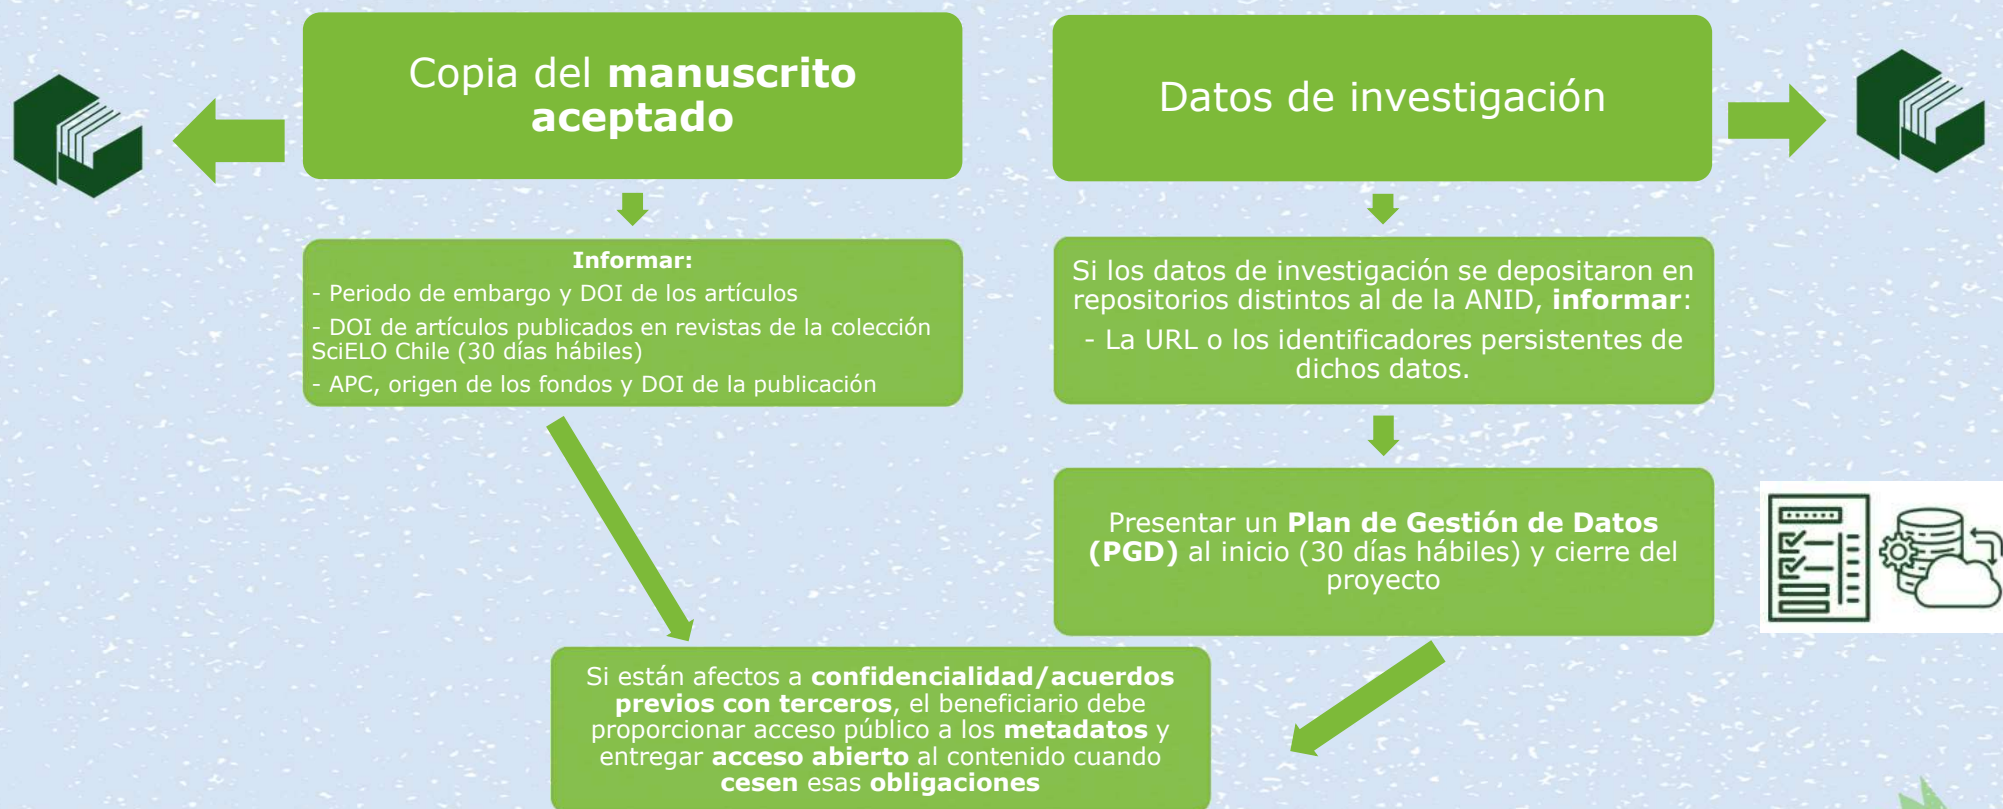 Copia del manuscrito
aceptado
Informar:
- Periodo de embargo y DOI de los artículos
- DOI de artículos publicados en revistas de la colección
SciELO Chile (30 días hábiles)
- APC, origen de los fondos y DOI de la publicación
Datos de investigación
Si los datos de investigación se depositaron en
repositorios distintos al de la ANID, informar:
- La URL o los identificadores persistentes de
dichos datos.
Presentar un Plan de Gestión de Datos
(PGD) al inicio (30 días hábiles) y cierre del
proyecto
Si están afectos a confidencialidad/acuerdos
previos con terceros, el beneficiario debe
proporcionar acceso público a los metadatos y
entregar acceso abierto al contenido cuando
cesen esas obligaciones